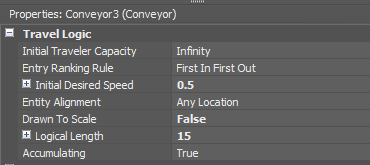 Properties: Conveyor3 (Conveyor)
Travel Logic
Initial Traveler Capacity Infinity
Entry Ranking Rule First In First Out
Initial Desired Speed 0.5
Entity Alignment Any Location
Drawn To Scale False
Logical Length 15
Accumulating True